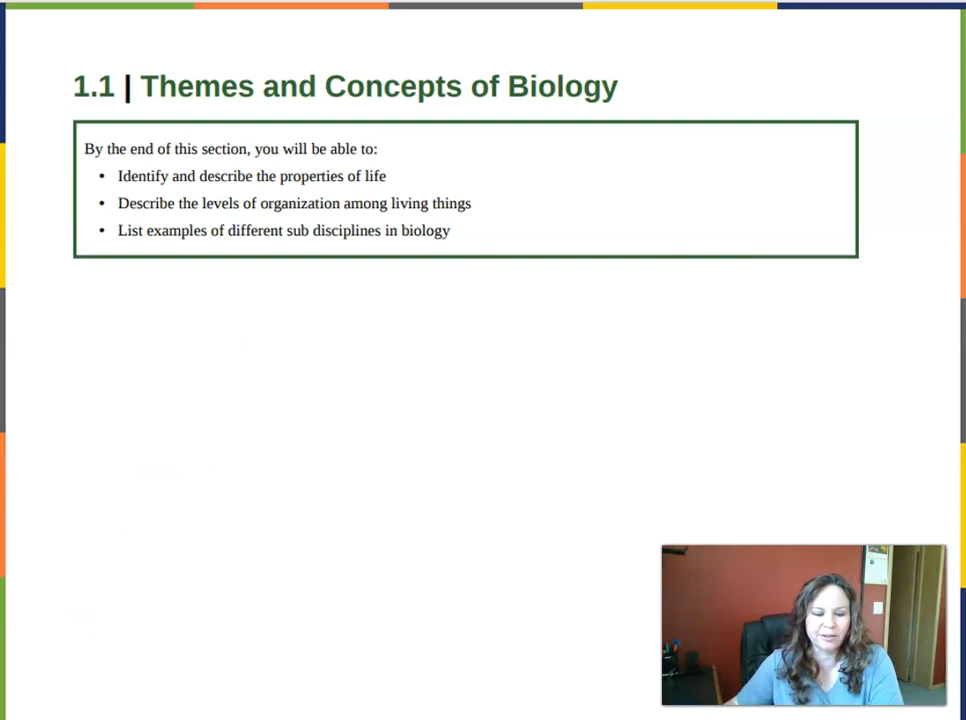 1.1 | Themes and Concepts of Biology
By the end of this section, you will be able to:
• Identify and describe the properties of life
• Describe the levels of organization among living things
• List examples of different sub disciplines in biology